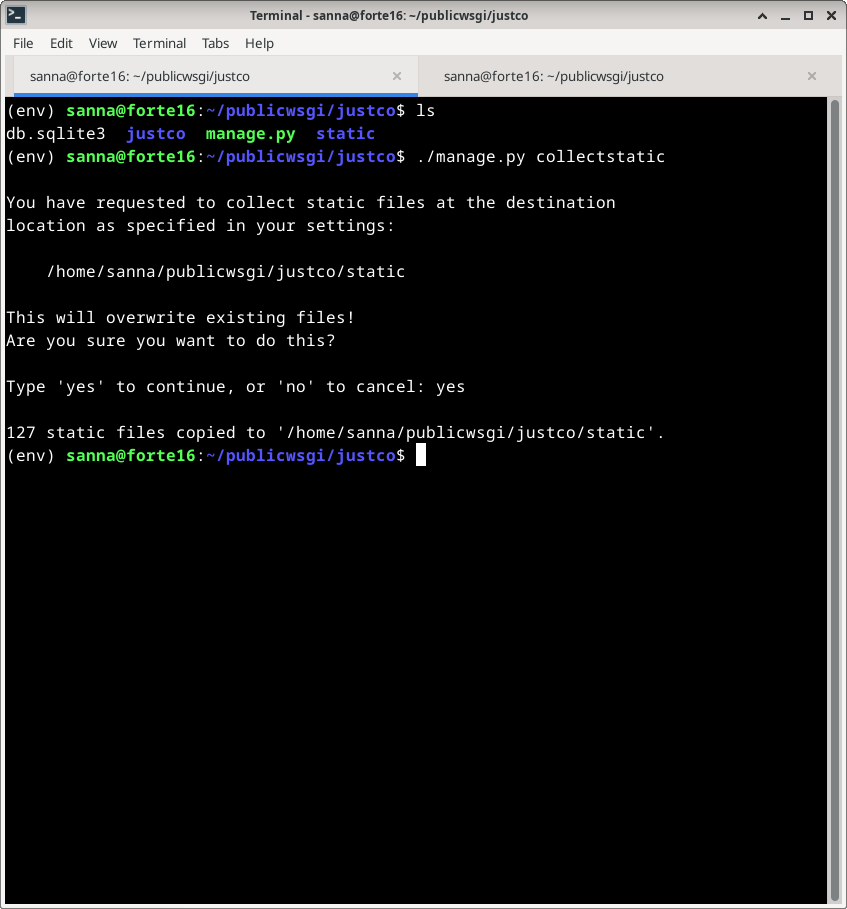 Terminal - sanna@forte16: ~/publicwsgi/justco
File Edit View Terminal Tabs Help
sanna@forte16: ~/publicwsgi/justco sanna@forte16: ~/publicwsgi/justco
(env) sanna@forte16:~/publicwsgi/justco$ ls
db.sqlite3  justco  manage.py  static
(env) sanna@forte16:~/publicwsgi/justco$ ./manage.py collectstatic
You have requested to collect static files at the destination
location as specified in your settings:
    /home/sanna/publicwsgi/justco/static
This will overwrite existing files!
Are you sure you want to do this?
Type 'yes' to continue, or 'no' to cancel: yes
127 static files copied to '/home/sanna/publicwsgi/justco/static'.
(env) sanna@forte16:~/publicwsgi/justco$